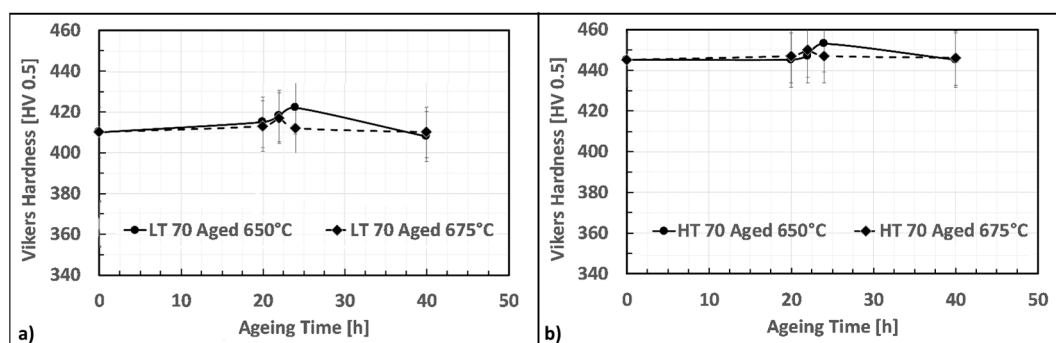 460
440
420
400
380
360
340
Vikers Hardness [HV 0.5]
LT 70 Aged 650°C
LT 70 Aged 675°C
0
10
20
30
40
50
Ageing Time [h]
a)
460
440
420
400
380
360
340
Vikers Hardness [HV 0.5]
HT 70 Aged 650°C
HT 70 Aged 675°C
0
10
20
30
40
50
Ageing Time [h]
b)